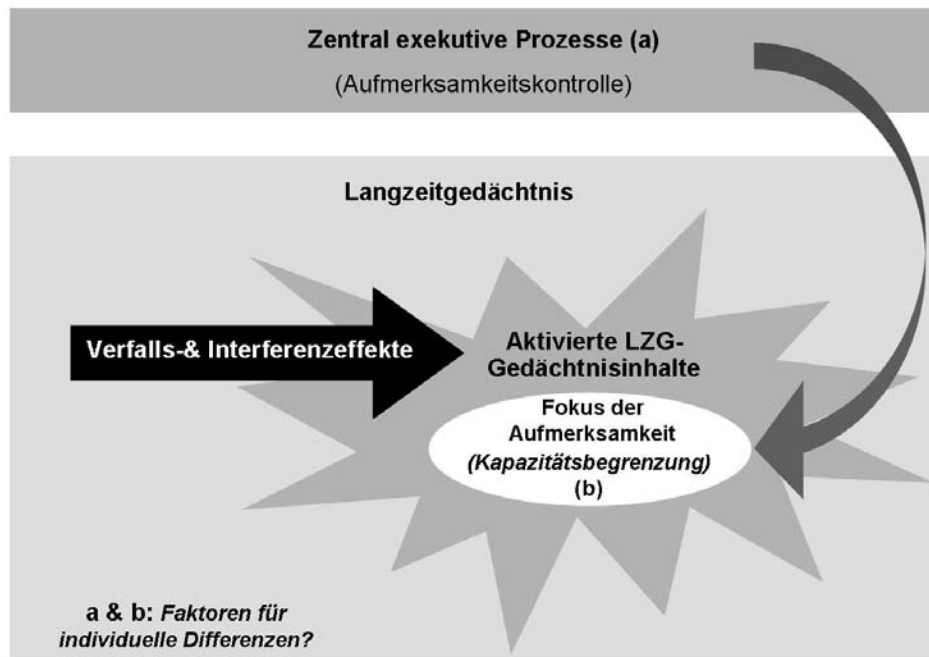 Zentral exekutive Prozesse (a)
(Aufmerksamkeitskontrolle)
Langzeitgedächtnis
Verfalls-& Interferenzeffekte
Aktivierte LZG-
Gedächtnisinhalte
Fokus der
Aufmerksamkeit
(Kapazitätsbegrenzung)
(b)
a & b: Faktoren für
individuelle Differenzen?